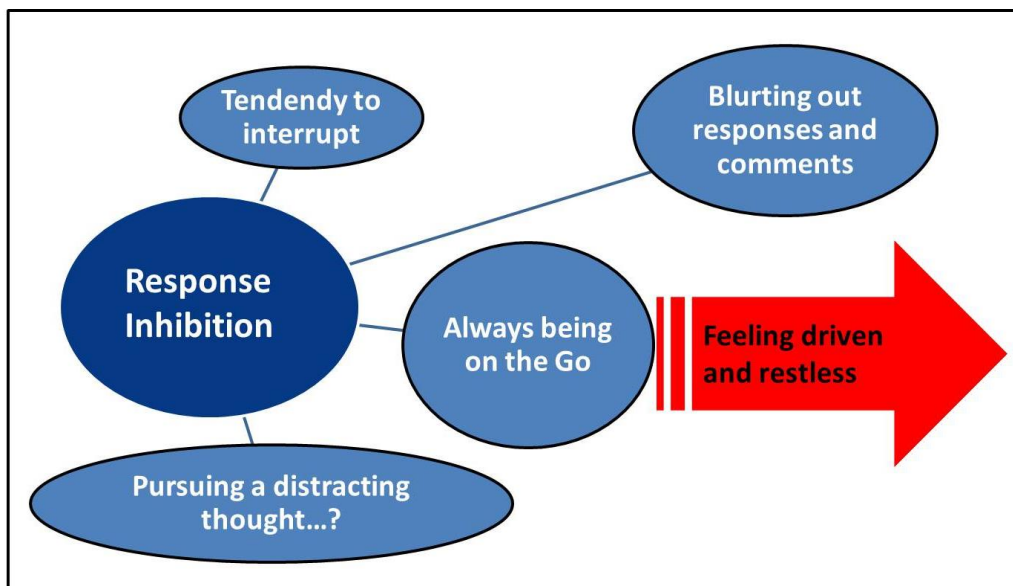 Tendendy to
interrupt
Blurting out
responses and
comments
Response
Inhibition
Always being
on the Go
Feeling driven
and restless
Pursuing a distracting
thought...?